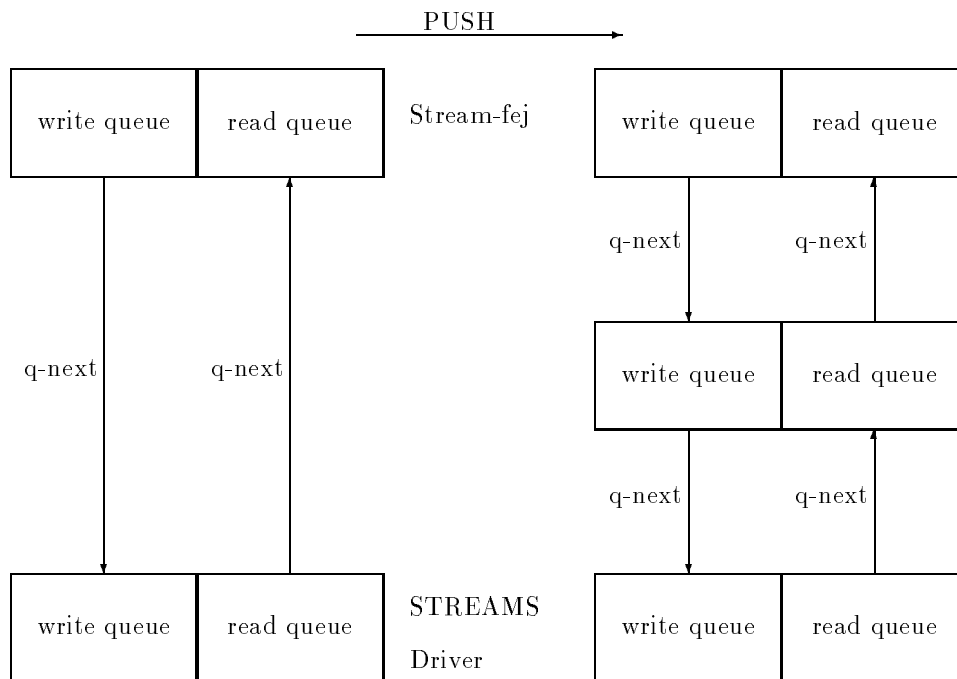 PUSH
write queue read queue Stream-fej write queue read queue
q-next q-next
q-next q-next write queue read queue
q-next q-next
STREAMS
write queue read queue write queue read queue
Driver